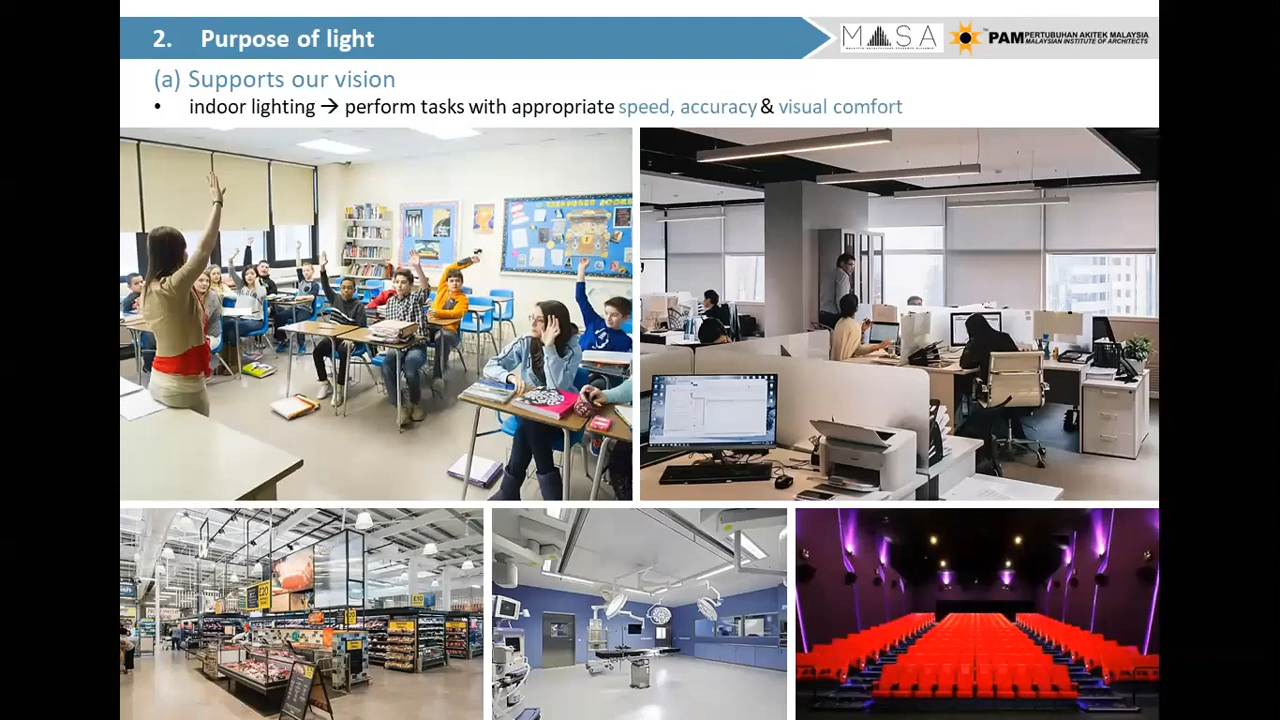 2. Purpose of light
MASA
PAM PERTUBUHAN AKITEK MALAYSIA
MALAYSIAN INSTITUTE OF ARCHITECTS
(a) Supports our vision
• indoor lighting → perform tasks with appropriate speed, accuracy & visual comfort